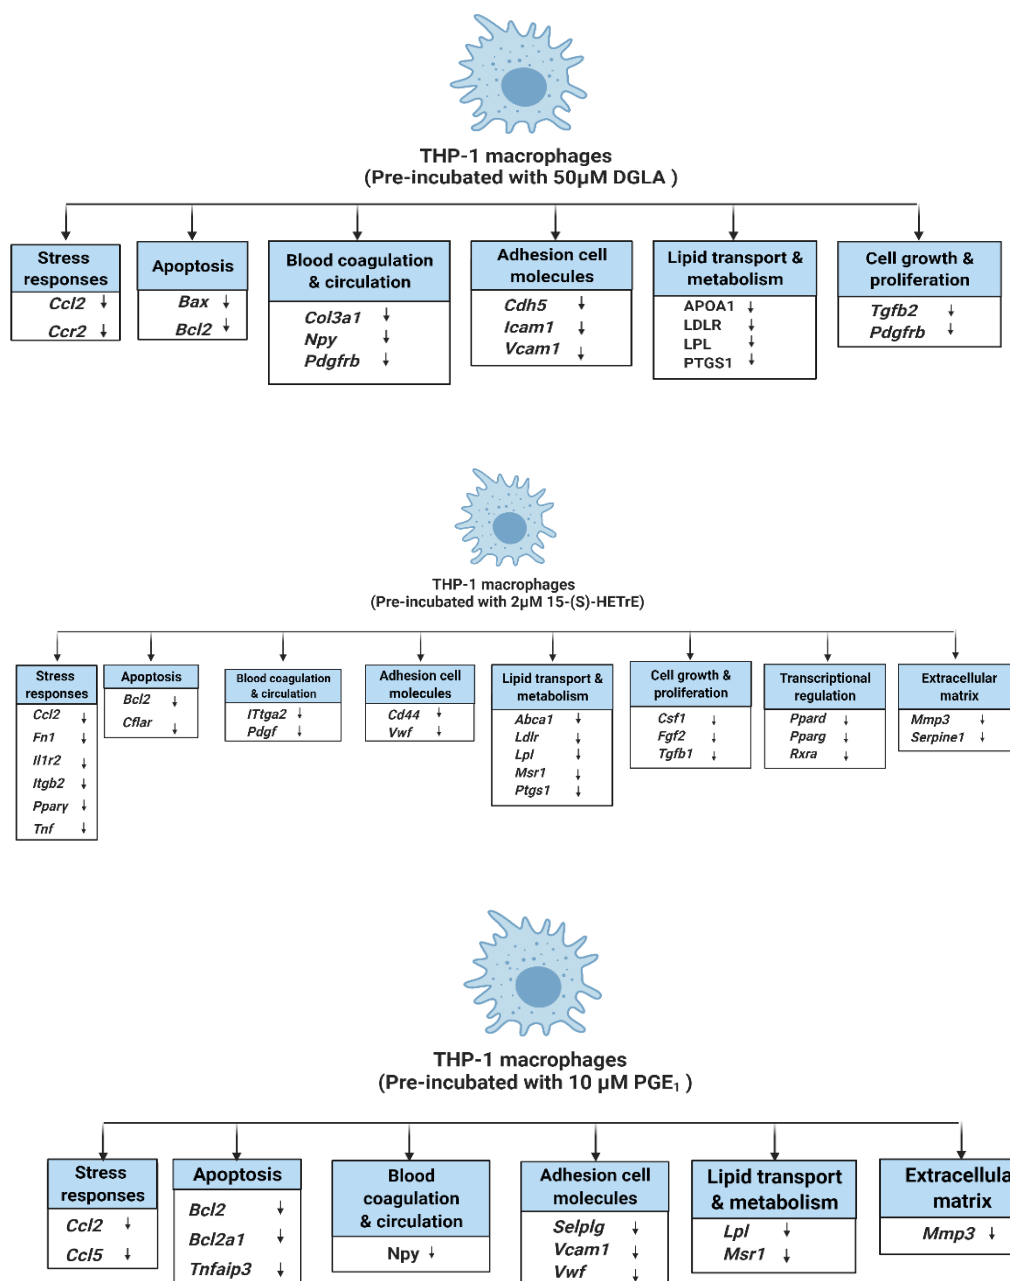 THP-1 macrophages
(Pre-incubated with 50µM DGLA )
Stress
responses
Ccl2 ↓
Ccr2 ↓
Apoptosis
Bax ↓
Bcl2 ↓
Blood coagulation
& circulation
Col3a1 ↓
Npy ↓
Pdgfrb ↓
Adhesion cell
molecules
Cdh5 ↓
Icam1 ↓
Vcam1 ↓
Lipid transport &
metabolism
APOA1 ↓
LDLR ↓
LPL ↓
PTGS1 ↓
Cell growth &
proliferation
Tgfb2 ↓
Pdgfrb ↓
THP-1 macrophages
(Pre-incubated with 2µM 15-(S)-HETrE)
Stress
responses
Ccl2 ↓
Fn1 ↓
Il1r2 ↓
Itgb2 ↓
Pparγ ↓
Tnf ↓
Apoptosis
Bcl2 ↓
Cflar ↓
Blood coagulation
& circulation
ITtga2 ↓
Pdgf ↓
Adhesion cell
molecules
Cd44 ↓
Vwf ↓
Lipid transport &
metabolism
Abca1 ↓
Ldlr ↓
Lpl ↓
Msr1 ↓
Ptgs1 ↓
Cell growth
& proliferation
Csf1 ↓
Fgf2 ↓
Tgfb1 ↓
Transcriptional
regulation
Ppard ↓
Pparg ↓
Rxra ↓
Extracellular
matrix
Mmp3 ↓
Serpine1 ↓
THP-1 macrophages
(Pre-incubated with 10 µM PGE₁ )
Stress
responses
Ccl2 ↓
Ccl5 ↓
Apoptosis
Bcl2 ↓
Bcl2a1 ↓
Tnfaip3 ↓
Blood
coagulation
& circulation
Npy ↓
Adhesion cell
molecules
Selplg ↓
Vcam1 ↓
Vwf ↓
Lipid transport
& metabolism
Lpl ↓
Msr1 ↓
Extracellula
matrix
Mmp3 ↓